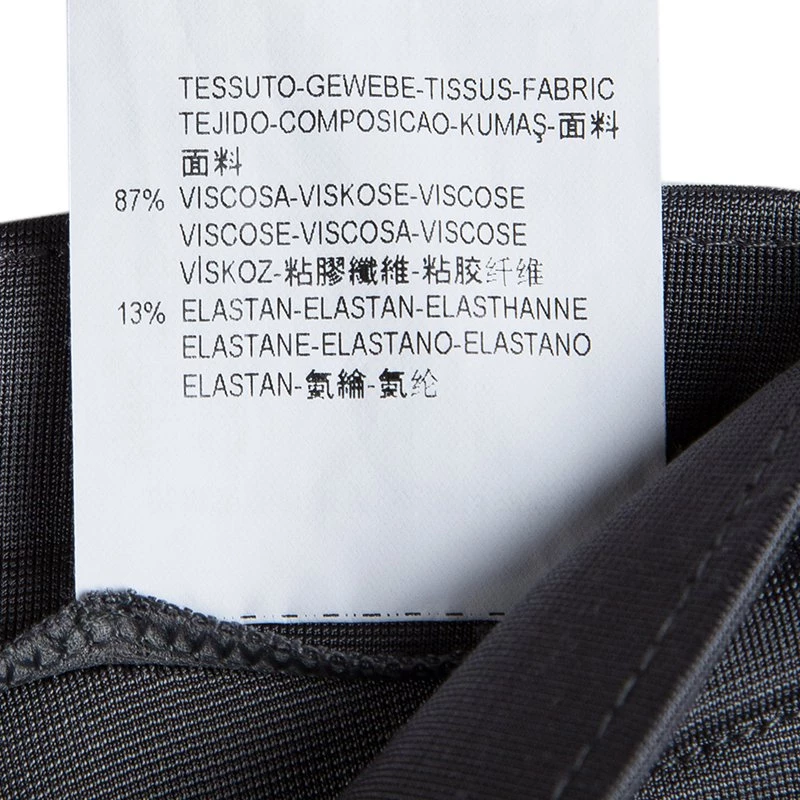 TESSUTO-GEWEBE-TISSUS-FABRIC
TEJIDO-COMPOSICAO-KUMAŞ-面料
面料
87% VISCOSA-VISKOSE-VISCOSE
VISCOSE-VISCOSA-VISCOSE
VİSKOZ-粘膠纖維-粘胶纤维
13% ELASTAN-ELASTAN-ELASTHANNE
ELASTANE-ELASTANO-ELASTANO
ELASTAN-氨綸-氨纶